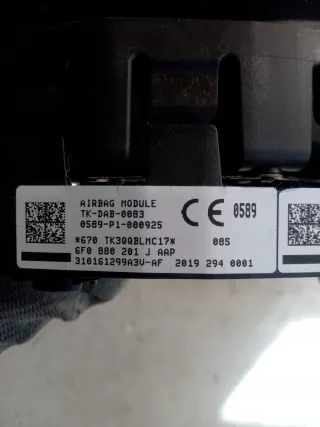 AIRBAG MODULE
TK-DAB-0083
0589-P1-000925
CE 0589
*670 TK3QQBLMC17* 08S
6F0 880 201 J AAP
310161299A3V-AF 2019 294 0001